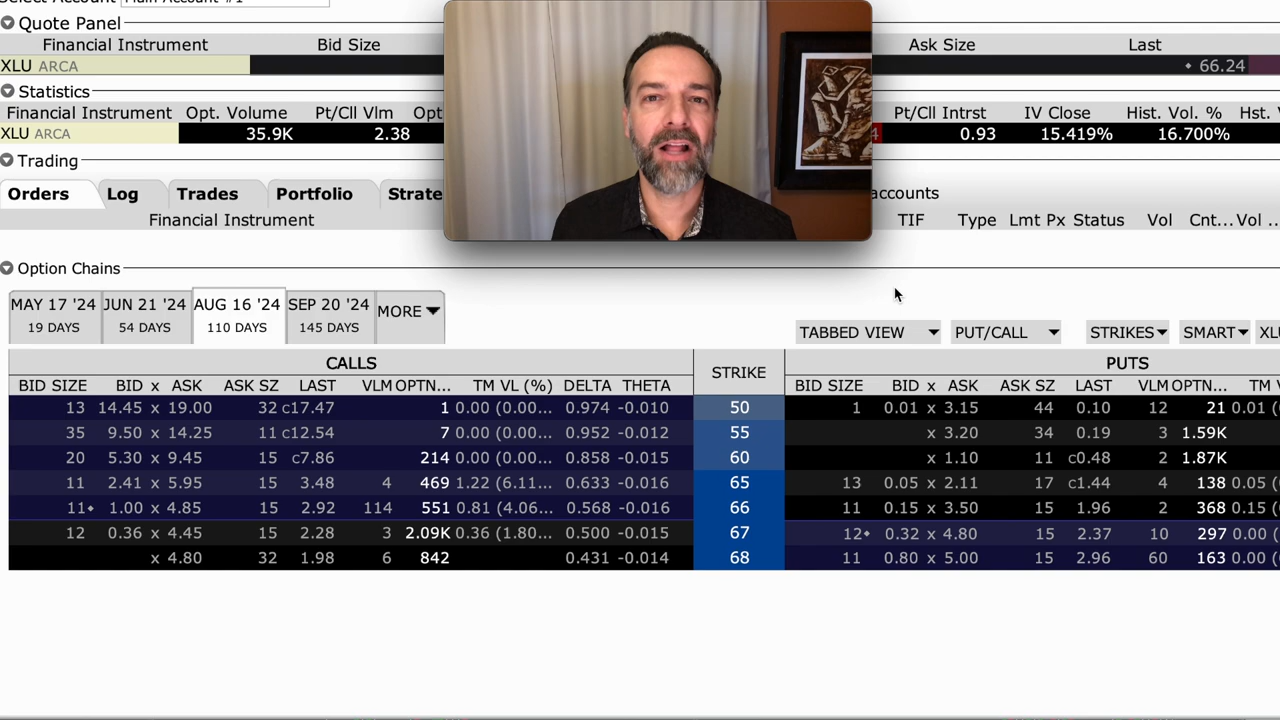 Quote Panel
Financial Instrument Bid Size Ask Size Last
XLU ARCA 66.24
Statistics
Financial Instrument Opt. Volume Pt/Cll Vlm Opt Pt/Cll Intrst IV Close Hist. Vol. % Hst. V
XLU ARCA 35.9K 2.38 4 0.93 15.419% 16.700%
Trading
Orders Log Trades Portfolio Strate accounts
Financial Instrument TIF Type Lmt Px Status Vol Cnt... Vol ..
Option Chains
MAY 17 '24 JUN 21 '24 AUG 16 '24 SEP 20 '24 MORE
19 DAYS 54 DAYS 110 DAYS 145 DAYS
TABBED VIEW PUT/CALL STRIKES SMART XLU
CALLS STRIKE PUTS
BID SIZE BID x ASK ASK SZ LAST VLM OPTN... TM VL (%) DELTA THETA BID SIZE BID x ASK ASK SZ LAST VLM OPTN... TM V
13 14.45 x 19.00 32 c17.47 1 0.00 (0.00... 0.974 -0.010 50 1 0.01 x 3.15 44 0.10 12 21 0.01 (
35 9.50 x 14.25 11 c12.54 7 0.00 (0.00... 0.952 -0.012 55 x 3.20 34 0.19 3 1.59K
20 5.30 x 9.45 15 c7.86 214 0.00 (0.00... 0.858 -0.015 60 x 1.10 11 c0.48 2 1.87K
11 2.41 x 5.95 15 3.48 4 469 1.22 (6.11... 0.633 -0.016 65 13 0.05 x 2.11 17 c1.44 4 138 0.05 (
11 1.00 x 4.85 15 2.92 114 551 0.81 (4.06... 0.568 -0.016 66 11 0.15 x 3.50 11 1.96 2 368 0.15 (
12 0.36 x 4.45 15 2.28 3 2.09K 0.36 (1.80... 0.500 -0.015 67 12 0.32 x 4.80 15 2.37 10 297 0.00 (
x 4.80 32 1.98 6 842 0.431 -0.014 68 11 0.80 x 5.00 15 2.96 60 163 0.00 (